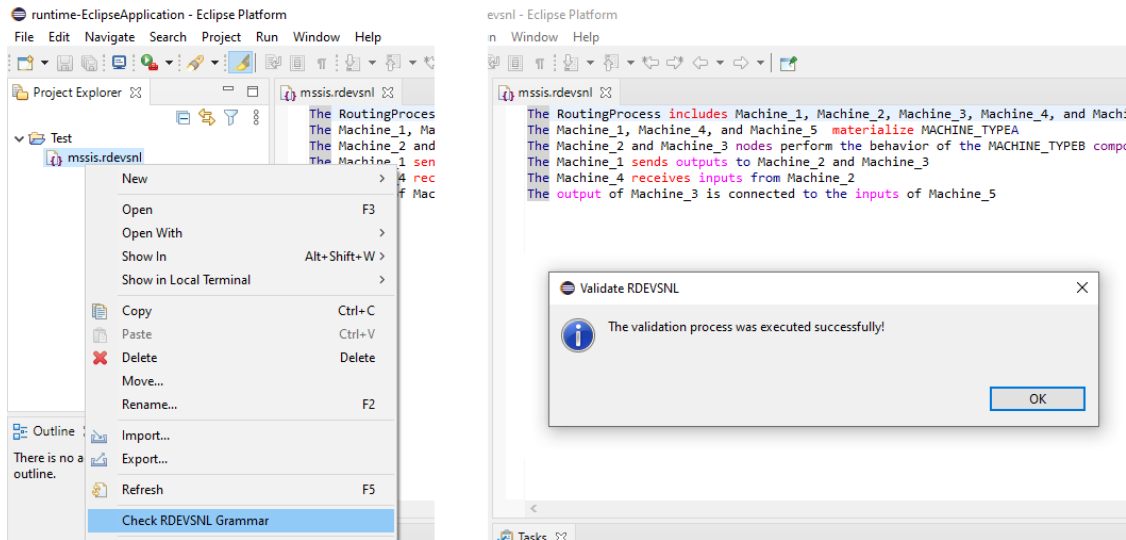 runtime-EclipseApplication - Eclipse Platform
File Edit Navigate Search Project Run Window Help
Project Explorer
mssis.rdevsnl
Test
mssis.rdevsnl
The RoutingProces
The Machine_1, Ma
The Machine_2 and
The Machine_1 sen
4 rec
f Mac
New
Open F3
Open With
Show In Alt+Shift+W
Show in Local Terminal
Copy Ctrl+C
Paste Ctrl+V
Delete Delete
Move...
Rename... F2
Import...
Export...
Refresh F5
Check RDEVSNL Grammar
Outline
There is no a
outline.
evsnl - Eclipse Platform
n Window Help
mssis.rdevsnl
The RoutingProcess includes Machine_1, Machine_2, Machine_3, Machine_4, and Machi
The Machine_1, Machine_4, and Machine_5 materialize MACHINE_TYPEA
The Machine_2 and Machine_3 nodes perform the behavior of the MACHINE_TYPEB compo
The Machine_1 sends outputs to Machine_2 and Machine_3
The Machine_4 receives inputs from Machine_2
The output of Machine_3 is connected to the inputs of Machine_5
Validate RDEVSNL
The validation process was executed successfully!
OK
Tasks